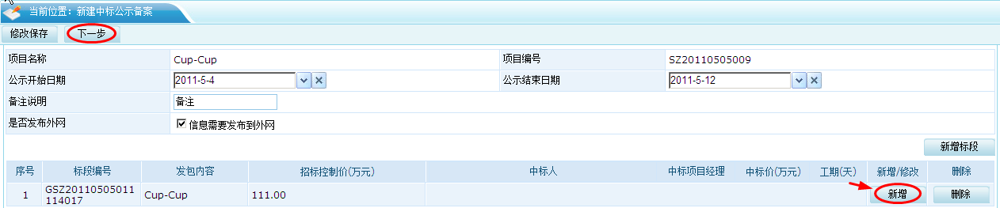 当前位置：新建中标公示备案
修改保存 下一步
项目名称 Cup-Cup 项目编号 SZ20110505009
公示开始日期 2011-5-4 公示结束日期 2011-5-12
备注说明 备注
是否发布外网 信息需要发布到外网
新增标段
序号 标段编号 发包内容 招标控制价(万元) 中标人 中标项目经理 中标价(万元) 工期(天) 新增/修改 删除
1 GSZ20110505011 Cup-Cup 111.00 新增 删除
114017